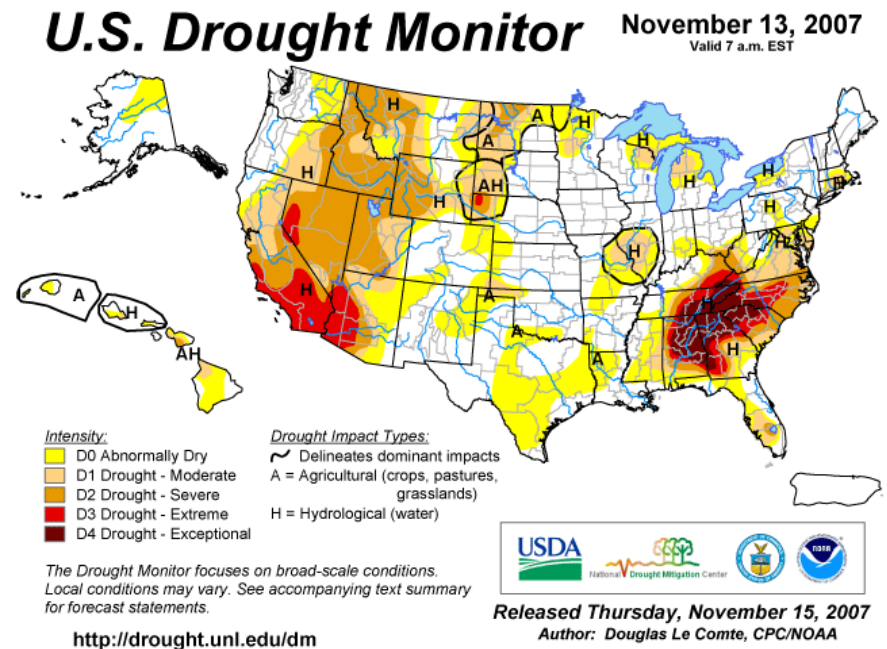 U.S. Drought Monitor
November 13, 2007
Valid 7 a.m. EST
H
A
H
H
A
H
AH
H
H
H
H
H
H
H
A
H
A
H
A
A
H
AH
Intensity:
D0 Abnormally Dry
D1 Drought - Moderate
D2 Drought - Severe
D3 Drought - Extreme
D4 Drought - Exceptional
Drought Impact Types:
Delineates dominant impacts
A = Agricultural (crops, pastures,
grasslands)
H = Hydrological (water)
USDA
National Drought Mitigation Center
NOAA
The Drought Monitor focuses on broad-scale conditions.
Local conditions may vary. See accompanying text summary
for forecast statements.
http://drought.unl.edu/dm
Released Thursday, November 15, 2007
Author: Douglas Le Comte, CPC/NOAA